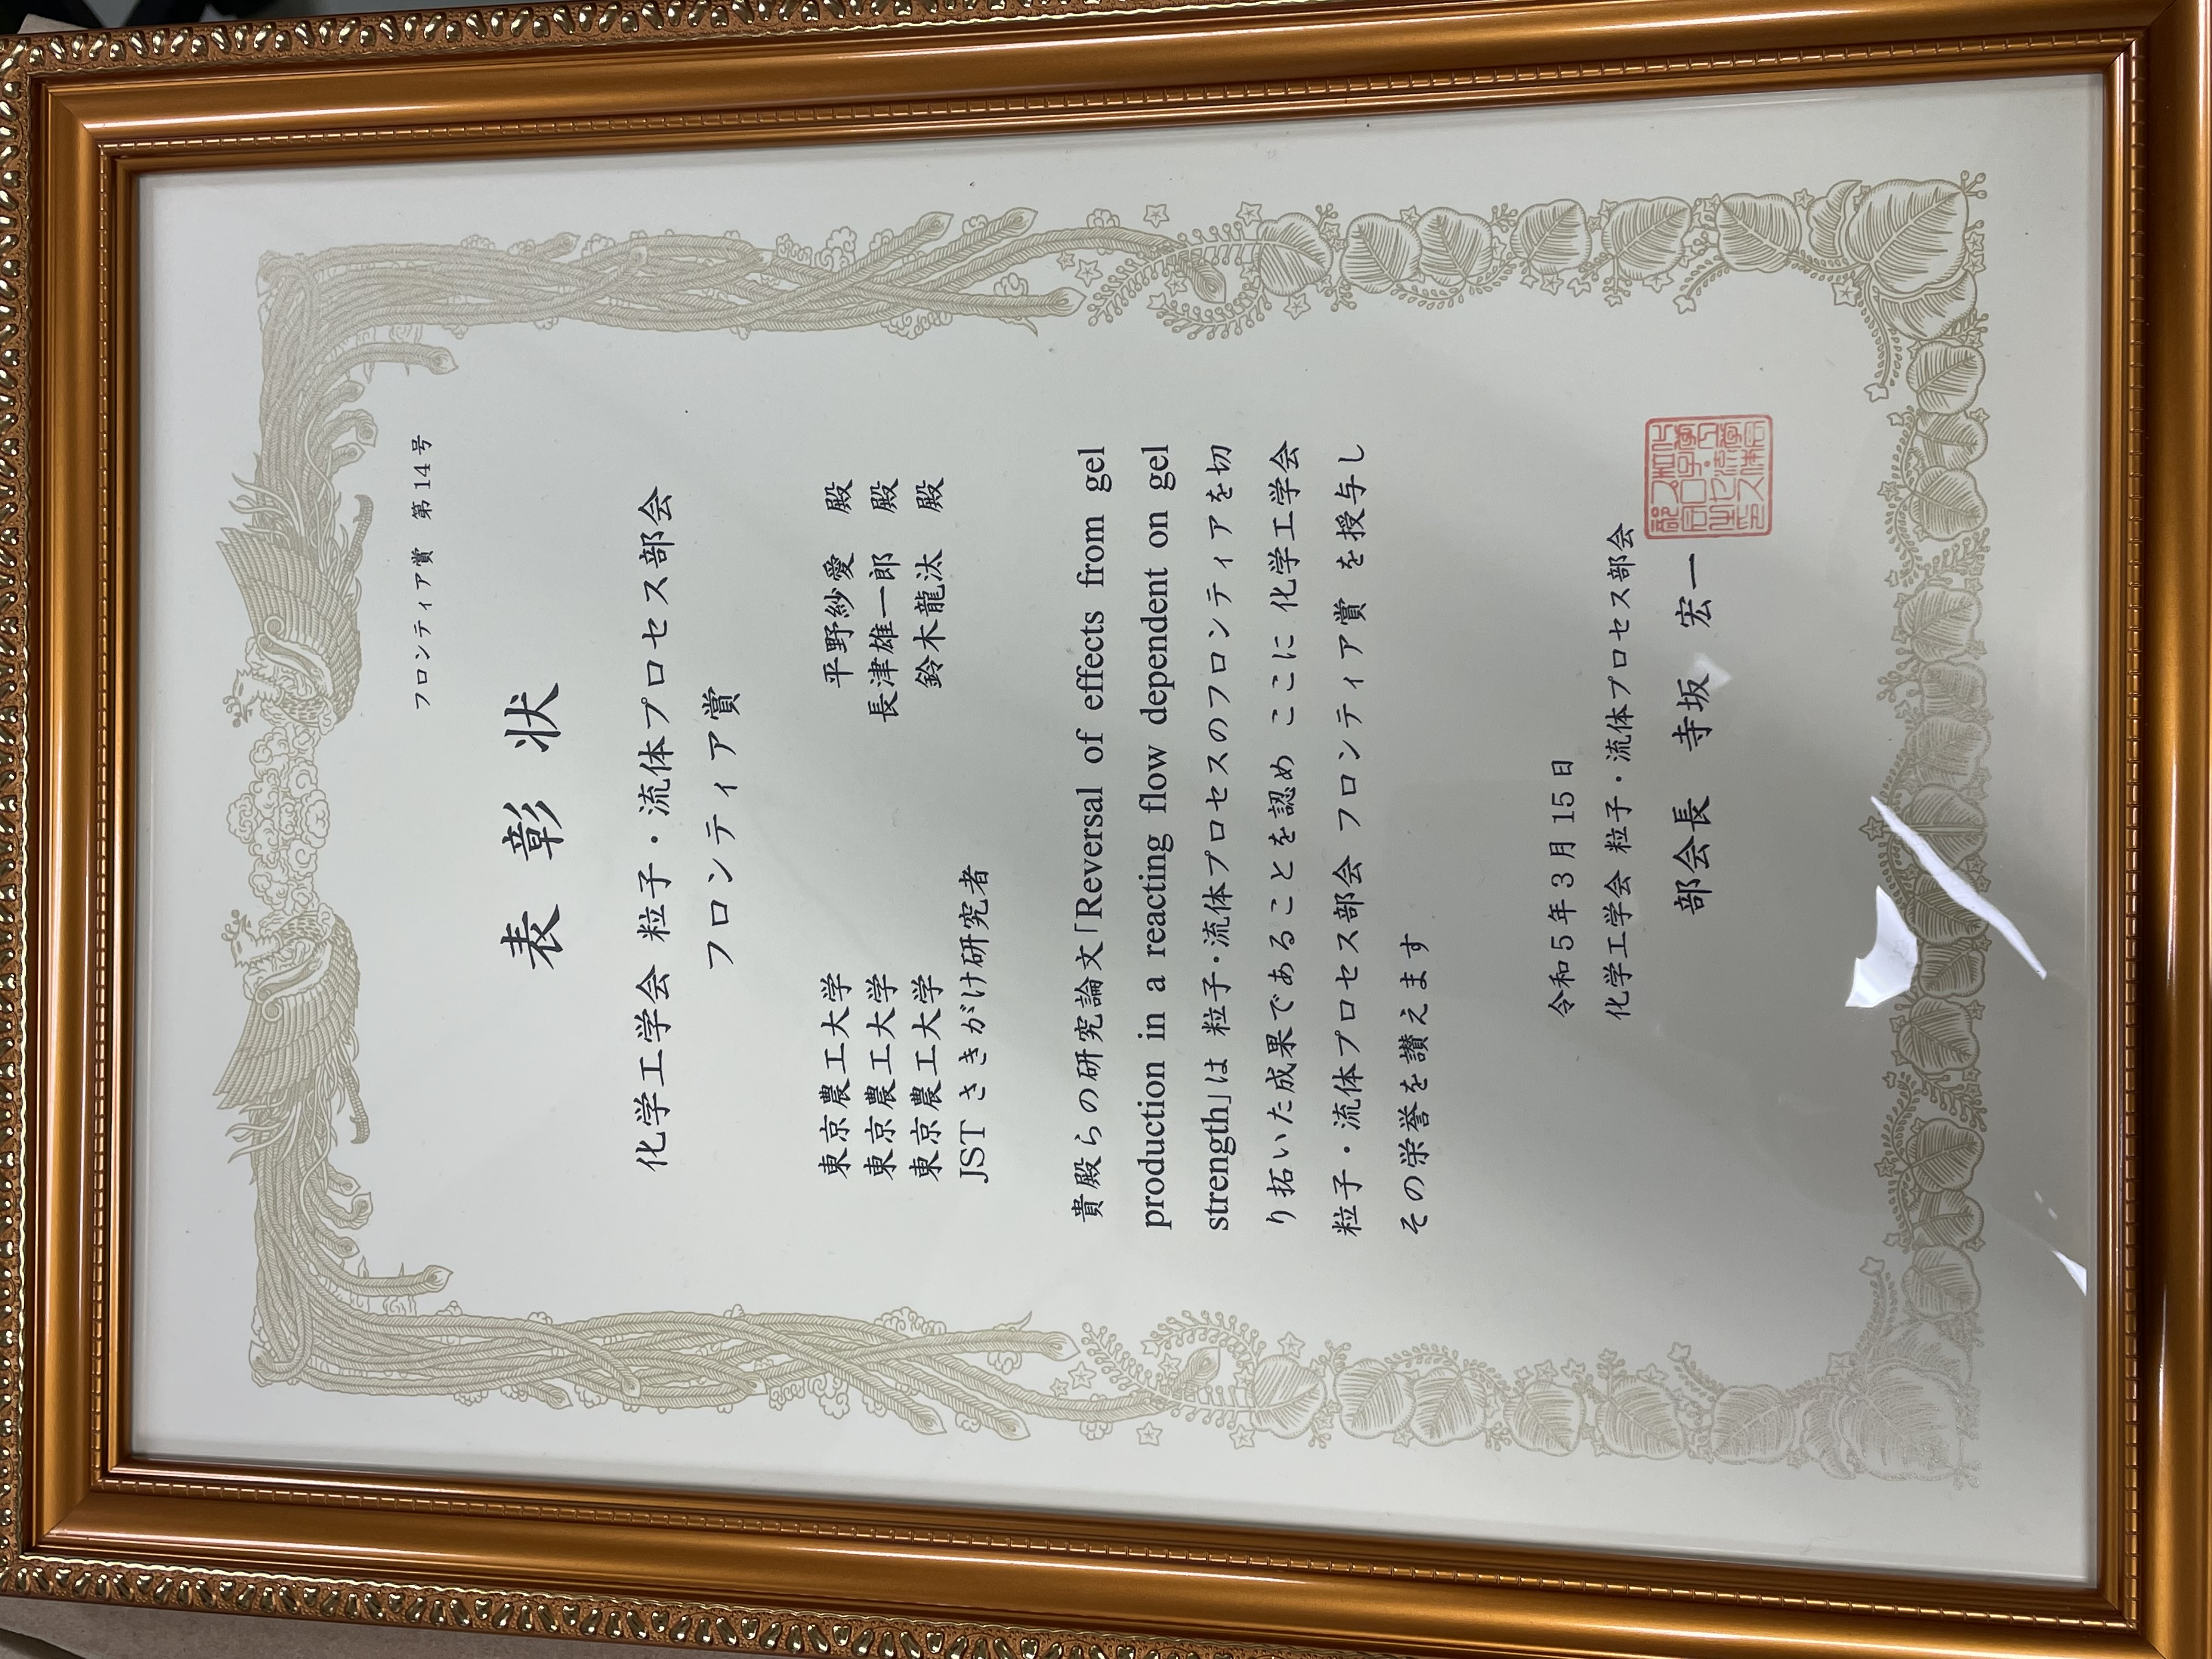 フロンティア賞 第14号
表彰状
化学工学会 粒子・流体プロセス部会
フロンティア賞
東京農工大学 平野紗愛 殿
東京農工大学 長津雄一郎 殿
東京農工大学 鈴木龍汰 殿
JST さきがけ研究者
貴殿らの研究論文「Reversal of effects from gel
production in a reacting flow dependent on gel
strength」は 粒子・流体プロセスのフロンティアを切
り拓いた成果であることを認め ここに 化学工学会
粒子・流体プロセス部会 フロンティア賞 を授与し
その栄誉を讃えます
令和5年3月15日
化学工学会 粒子・流体プロセス部会
部会長 寺坂 宏一